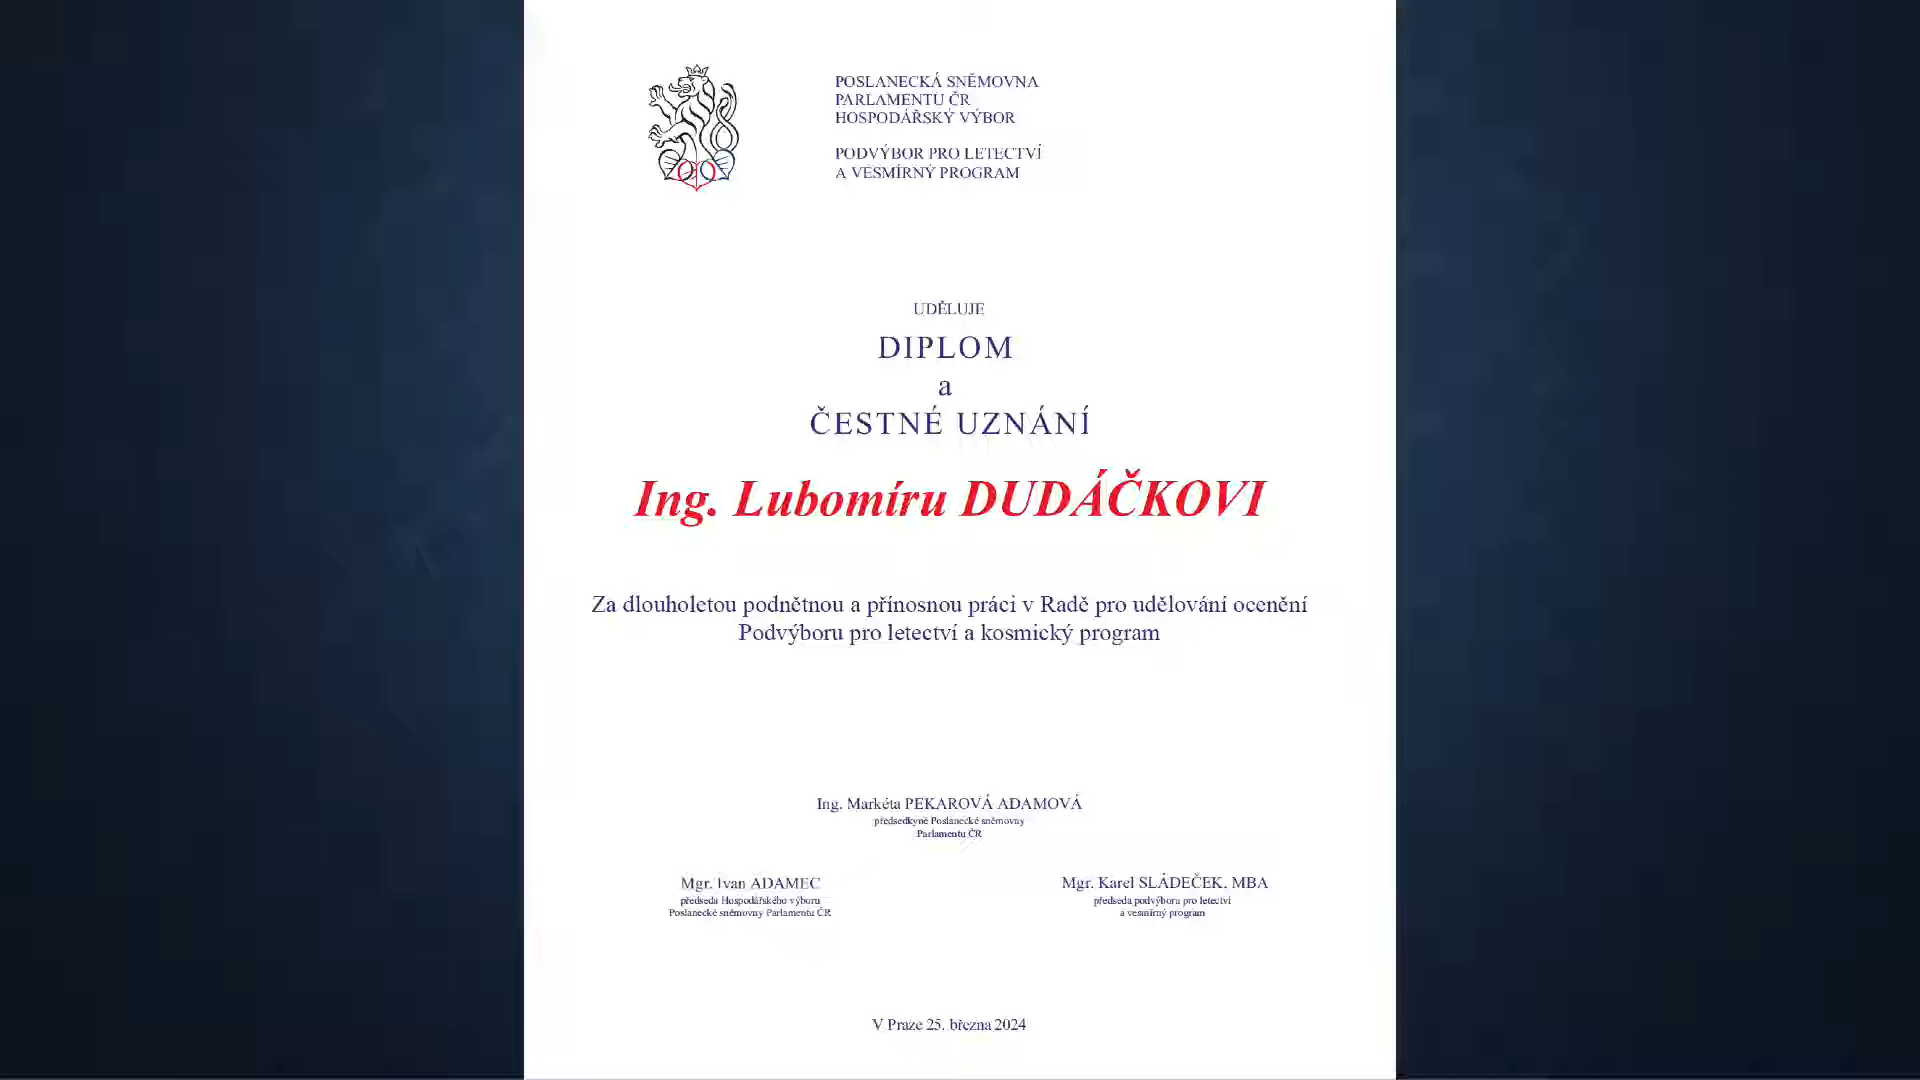 POSLANECKÁ SNĚMOVNA
PARLAMENTU ČR
HOSPODÁŘSKÝ VÝBOR
PODVÝBOR PRO LETECTVÍ
A VESMÍRNÝ PROGRAM
UDĚLUJE
DIPLOM
a
ČESTNÉ UZNÁNÍ
Ing. Lubomíru DUDÁČKOVI
Za dlouholetou podnětnou a přínosnou práci v Radě pro udělování ocenění
Podvýboru pro letectví a kosmický program
Ing. Markéta PEKAROVÁ ADAMOVÁ
předsedkyně Poslanecké sněmovny
Parlamentu ČR
Mgr. Ivan ADAMEC
předseda Hospodářského výboru
Poslanecké sněmovny Parlamentu ČR
Mgr. Karel SLÁDEČEK, MBA
předseda podvýboru pro letectví
a vesmírný program
V Praze 25. března 2024